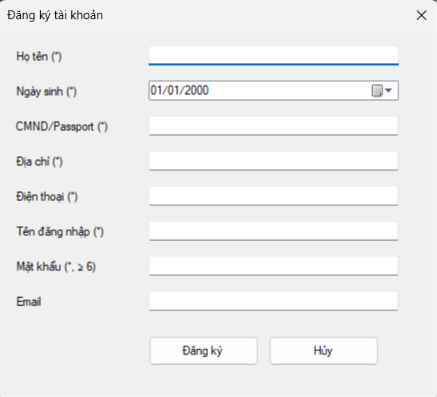 Đăng ký tài khoản
Họ tên (*)
Ngày sinh (*) 01/01/2000
CMND/Passport (*)
Địa chỉ (*)
Điện thoại (*)
Tên đăng nhập (*)
Mật khẩu (*, ≥ 6)
Email
Đăng ký Hủy